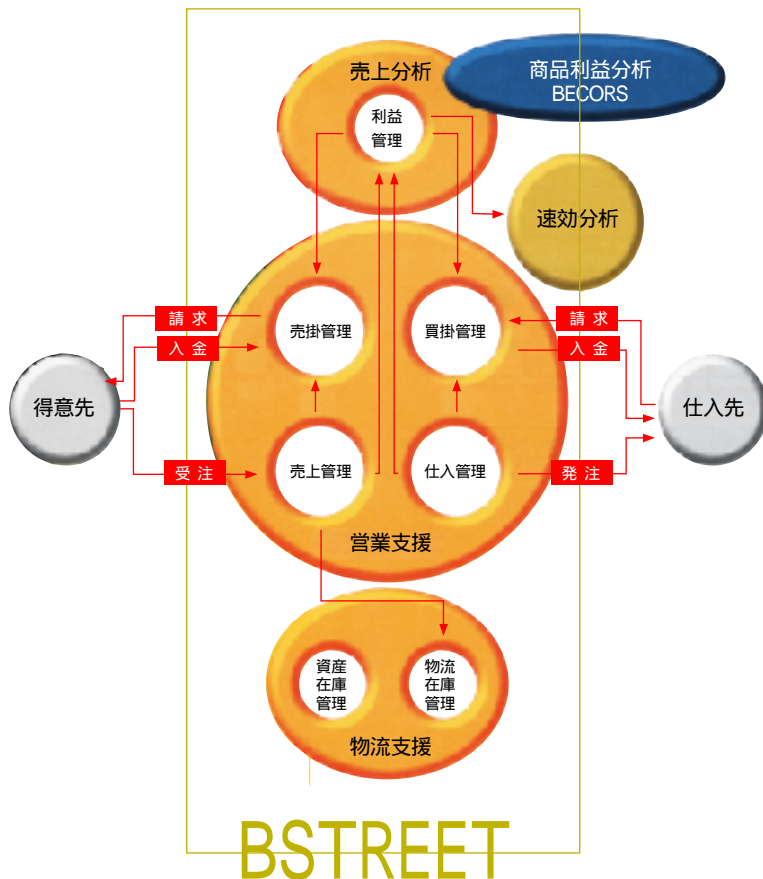 売上分析
商品利益分析
BECORS
利益
管理
速効分析
売掛管理
買掛管理
請求
入金
請求
入金
得意先
仕入先
受注
売上管理
仕入管理
発注
営業支援
資産
在庫
管理
物流
在庫
管理
物流支援
BSTREET